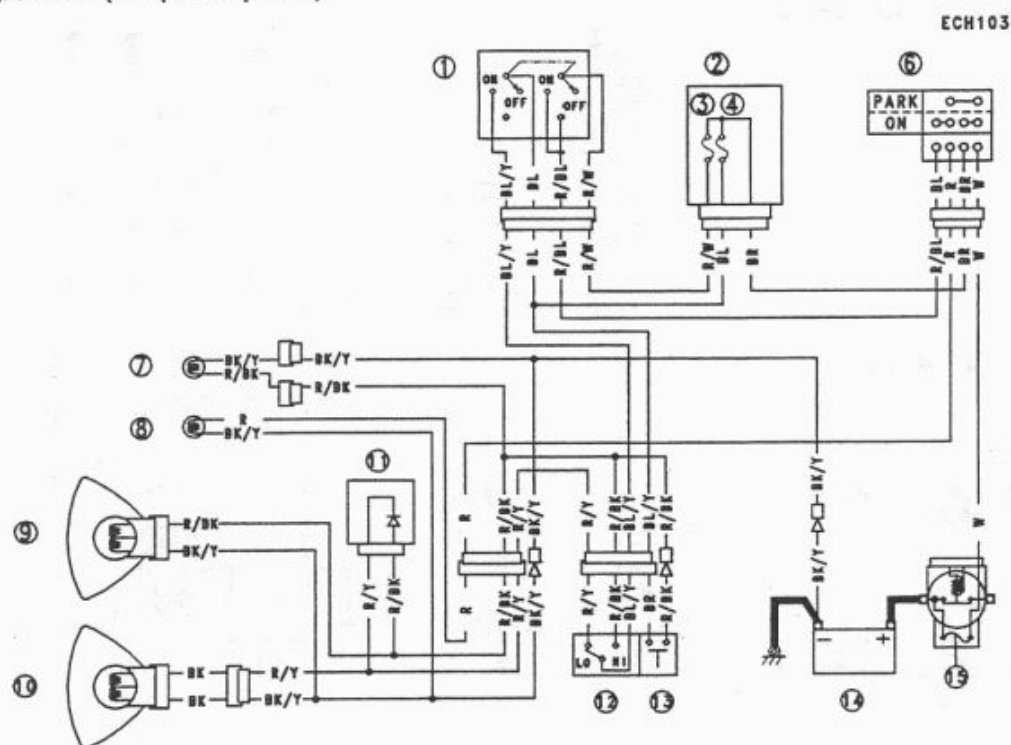 ECH103
① ② ⑥
③ ④
ON ON
OFF OFF
PARK
ON
BL/Y BL R/BL R/W
BL R BR W
BL/Y BL R/BL R/W
R/W BL BR
R/BL R BR W
⑦ BK/Y BK/Y
R/BK R/BK
⑧ R
BK/Y
⑪
BK/Y
R R/BK R/Y BK/Y
R/Y R/BK BL/Y BL/Y R/BK
W
⑨ R/BK
BK/Y
R/Y R/BK
R R/BK R/Y BK/Y
R/Y R/BK BL/Y BR R/BK
BK/Y
− +
LO HI
⑩ BK R/Y
BK BK/Y
⑫ ⑬ ⑭ ⑮